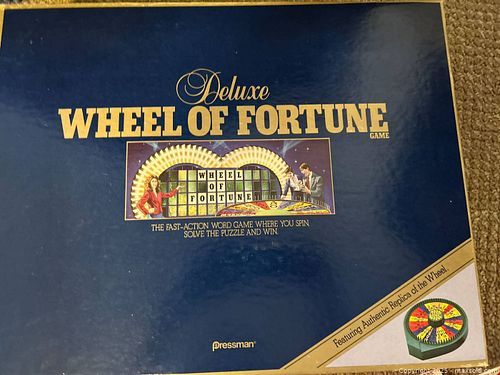 Deluxe
WHEEL OF FORTUNE
GAME
WHEEL
OF
FORTUNE
THE FAST-ACTION WORD GAME WHERE YOU SPIN,
SOLVE THE PUZZLE AND WIN.
Featuring Authentic Replica of the Wheel.
Pressman®